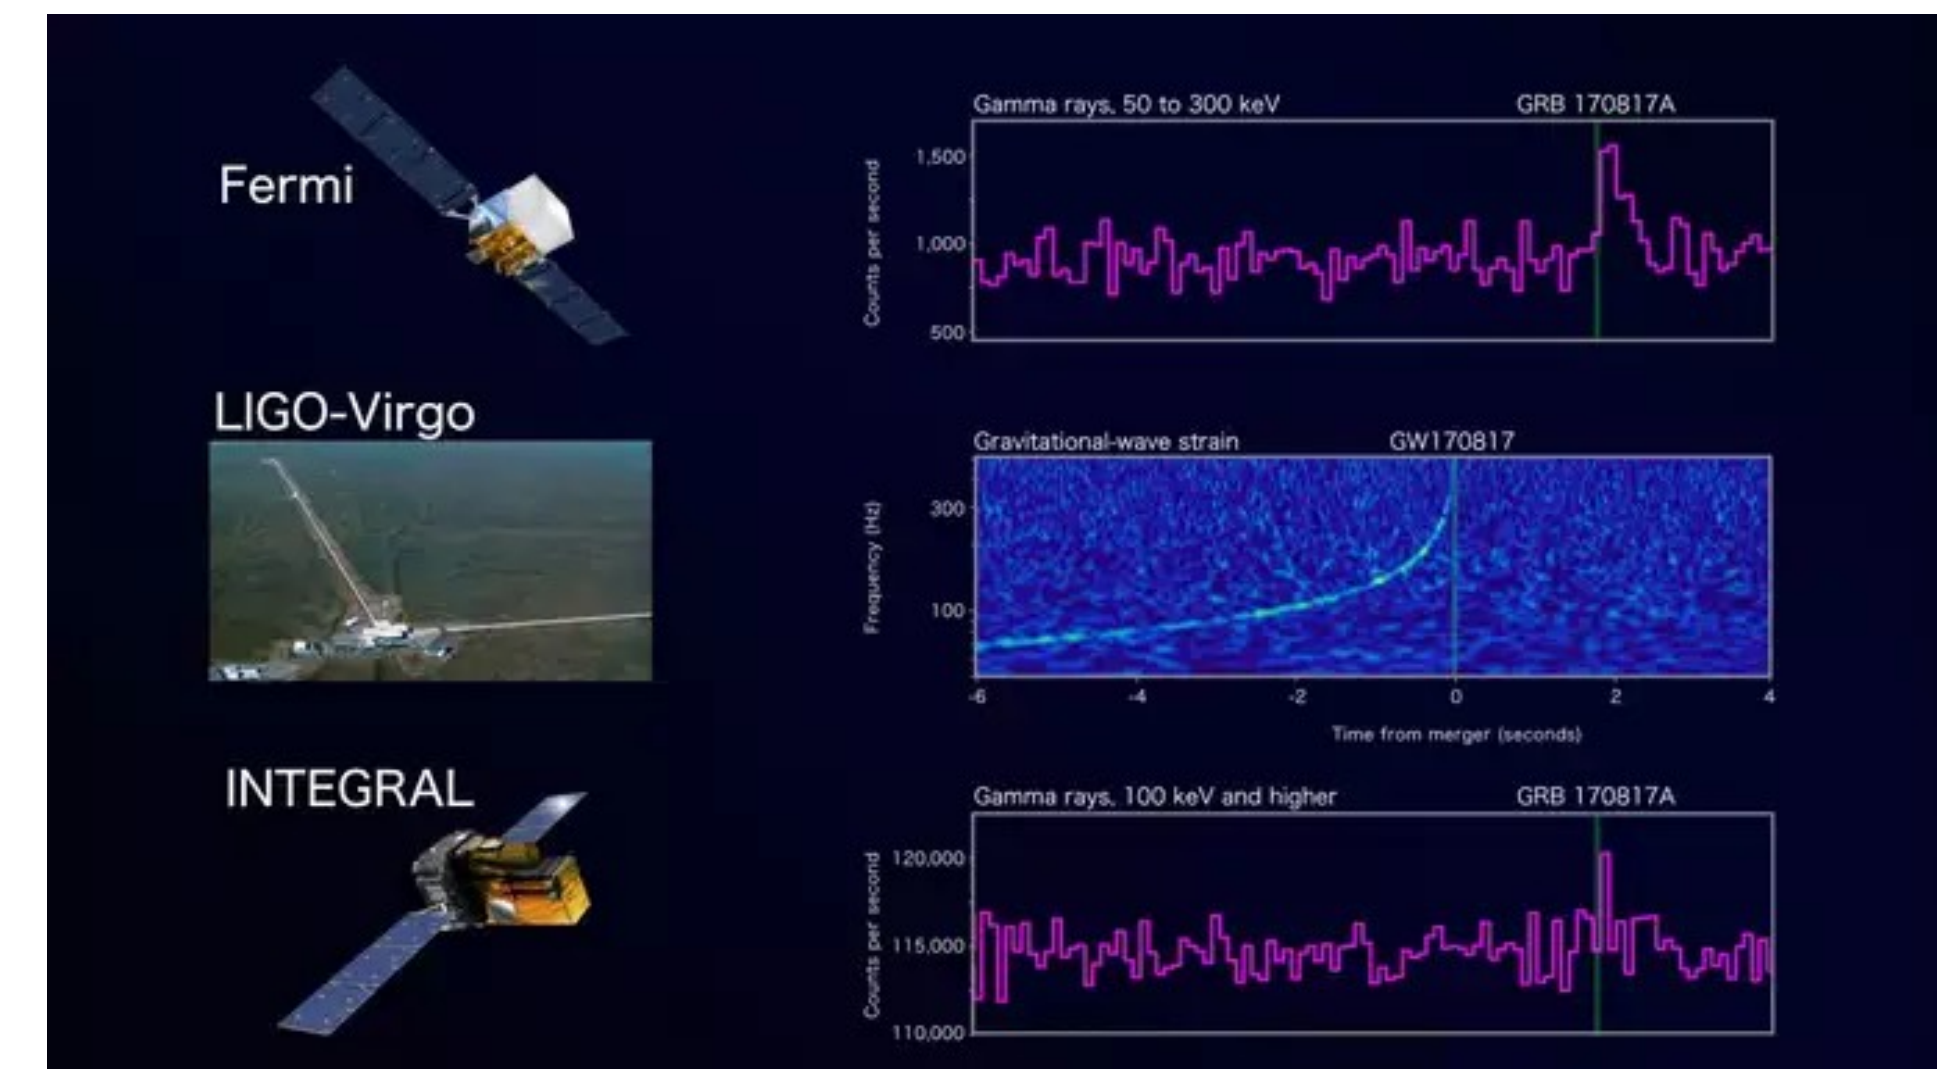 Fermi
Gamma rays, 50 to 300 keV
GRB 170817A
Counts per second
1,500
1,000
500
LIGO-Virgo
Gravitational-wave strain
GW170817
Frequency (Hz)
300
100
-6 -4 -2 0 2 4
Time from merger (seconds)
INTEGRAL
Gamma rays, 100 keV and higher
GRB 170817A
Counts per second
120,000
115,000
110,000